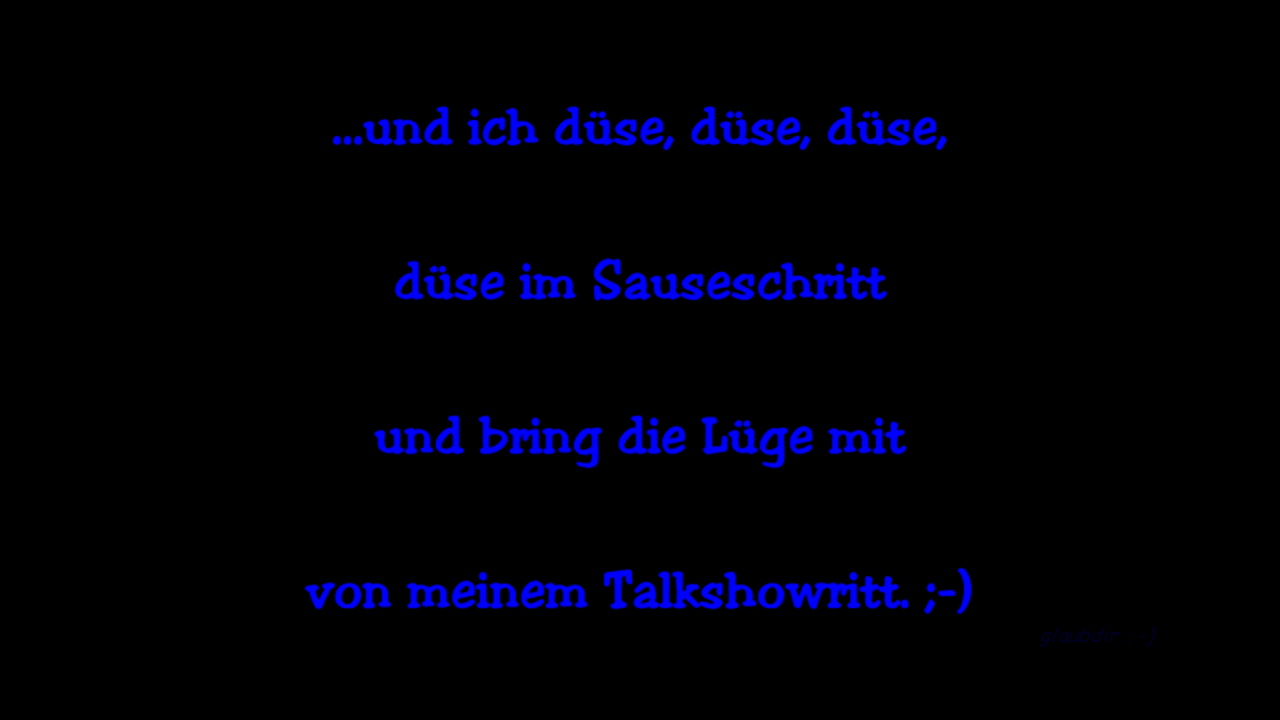 ...und ich düse, düse, düse,
düse im Sauseschritt
und bring die Lüge mit
von meinem Talkshowritt. ;-)